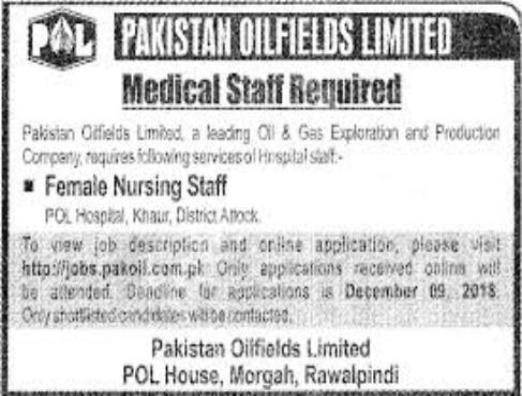 POL PAKISTAN OILFIELDS LIMITED
Medical Staff Required
Pakistan Oilfields Limited, a leading Oil & Gas Exploration and Production
Company, requires following services of Hospital staff:-
▪ Female Nursing Staff
POL Hospital, Khaur, District Attock.
To view job description and online application, please visit
http://jobs.pakoil.com.pk Only applications received online will
be attended. Deadline for applications is December 09, 2018.
Only shortlisted candidates will be contacted.
Pakistan Oilfields Limited
POL House, Morgah, Rawalpindi